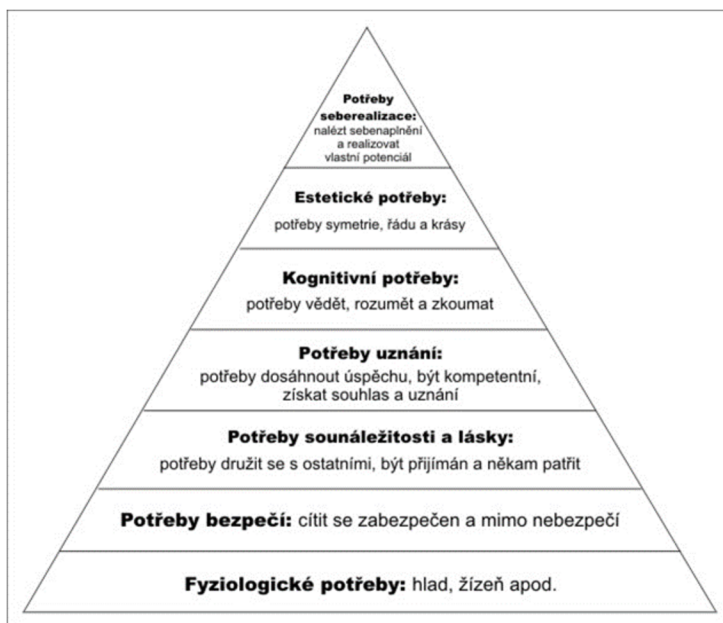 Potřeby
seberealizace:
nalézt sebenaplnění
a realizovat
vlastní potenciál
Estetické potřeby:
potřeby symetrie, řádu a krásy
Kognitivní potřeby:
potřeby vědět, rozumět a zkoumat
Potřeby uznání:
potřeby dosáhnout úspěchu, být kompetentní,
získat souhlas a uznání
Potřeby sounáležitosti a lásky:
potřeby družit se s ostatními, být přijímán a někam patřit
Potřeby bezpečí: cítit se zabezpečen a mimo nebezpečí
Fyziologické potřeby: hlad, žízeň apod.